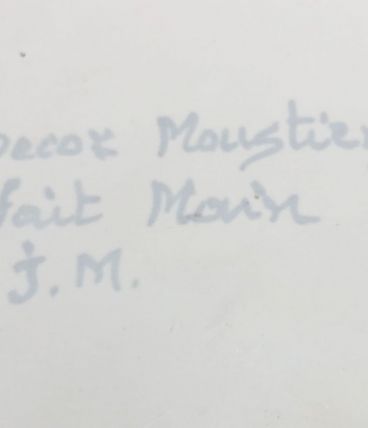 Decor Moustier
fait Main
J.M.